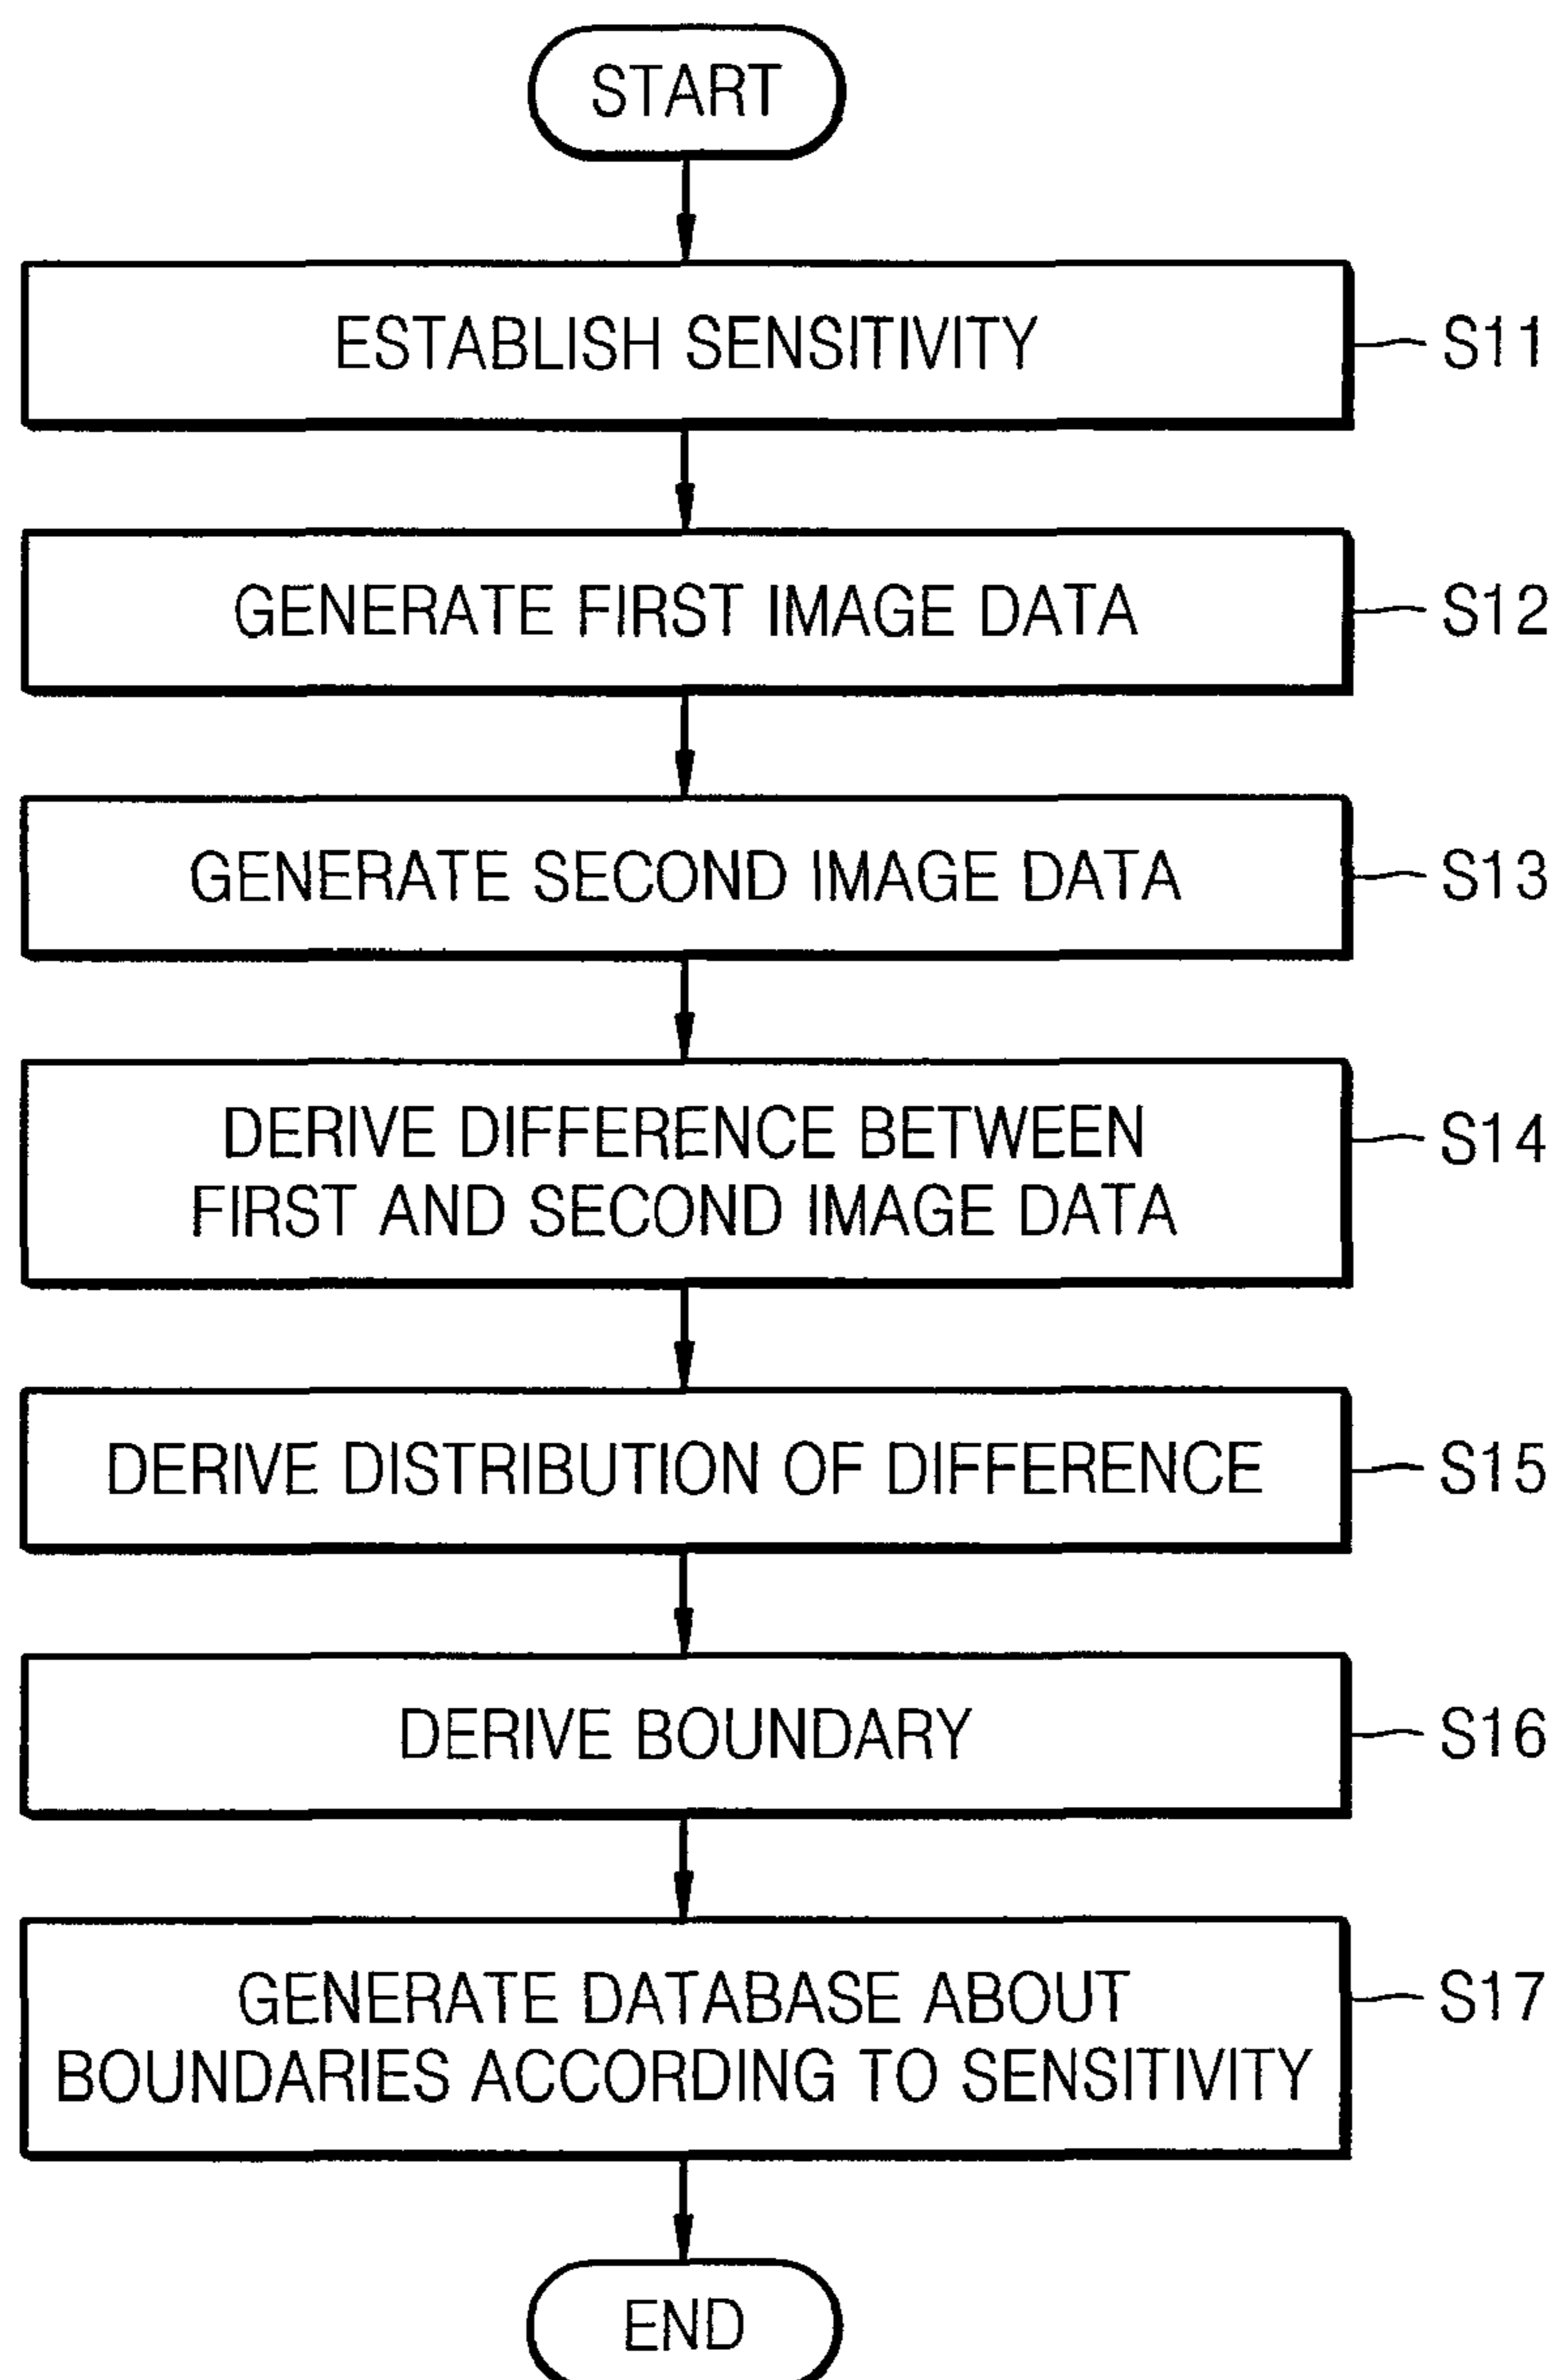 START
ESTABLISH SENSITIVITY
S11
GENERATE FIRST IMAGE DATA
S12
GENERATE SECOND IMAGE DATA
S13
DERIVE DIFFERENCE BETWEEN
FIRST AND SECOND IMAGE DATA
S14
DERIVE DISTRIBUTION OF DIFFERENCE
S15
DERIVE BOUNDARY
S16
GENERATE DATABASE ABOUT
BOUNDARIES ACCORDING TO SENSITIVITY
S17
END